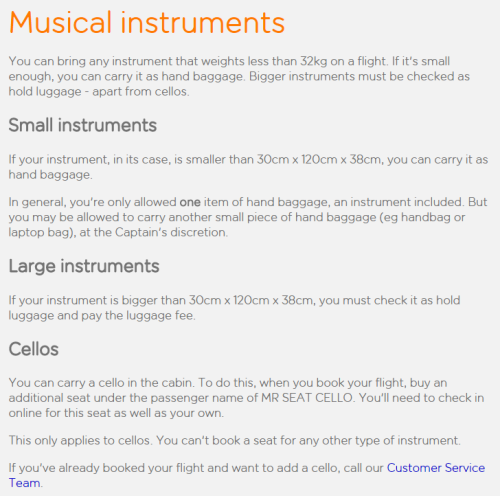 Musical instruments
You can bring any instrument that weights less than 32kg on a flight. If it's small
enough, you can carry it as hand baggage. Bigger instruments must be checked as
hold luggage - apart from cellos.
Small instruments
If your instrument, in its case, is smaller than 30cm x 120cm x 38cm, you can carry it as
hand baggage.
In general, you're only allowed one item of hand baggage, an instrument included. But
you may be allowed to carry another small piece of hand baggage (eg handbag or
laptop bag), at the Captain's discretion.
Large instruments
If your instrument is bigger than 30cm x 120cm x 38cm, you must check it as hold
luggage and pay the luggage fee.
Cellos
You can carry a cello in the cabin. To do this, when you book your flight, buy an
additional seat under the passenger name of MR SEAT CELLO. You'll need to check in
online for this seat as well as your own.
This only applies to cellos. You can't book a seat for any other type of instrument.
If you've already booked your flight and want to add a cello, call our Customer Service
Team.